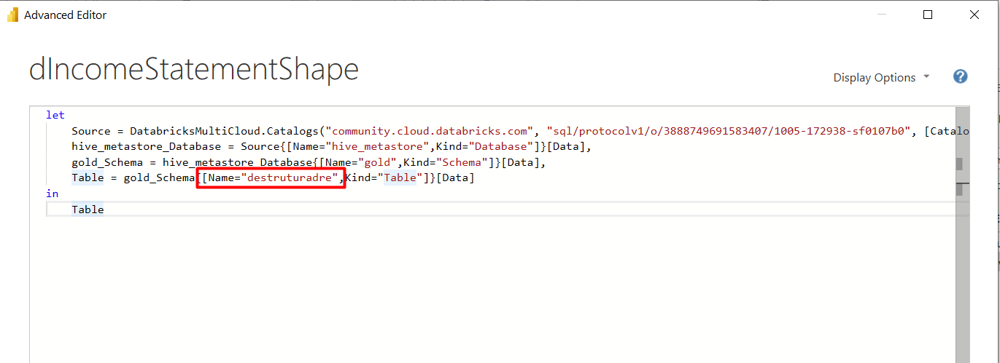 Advanced Editor
dIncomeStatementShape
Display Options
let
Source = DatabricksMultiCloud.Catalogs("community.cloud.databricks.com", "sql/protocolv1/o/3888749691583407/1005-172938-sf0107b0", [Catalo
hive_metastore_Database = Source{[Name="hive_metastore",Kind="Database"]}[Data],
gold_Schema = hive_metastore_Database{[Name="gold",Kind="Schema"]}[Data],
Table = gold_Schema{[Name="destruturadre",Kind="Table"]}[Data]
in
Table